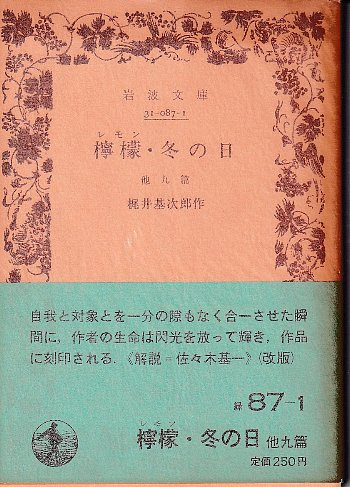 岩波文庫
31-087-1
レモン
檸檬・冬の日
他九篇
梶井基次郎作
自我と対象とを一分の隙もなく合一させた瞬
間に，作者の生命は閃光を放って輝き，作品
に刻印される．《解説＝佐々木基一》（改版）
緑 87-1
レモン
檸檬・冬の日 他九篇
定価250円